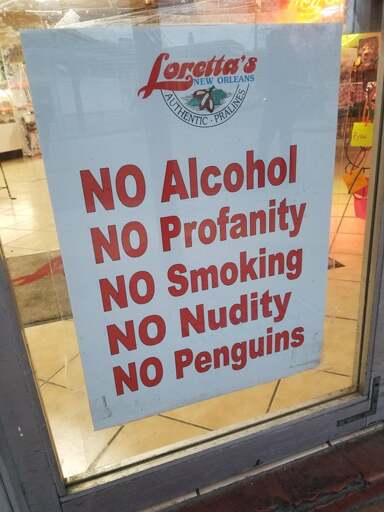 Loretta's
NEW ORLEANS
AUTHENTIC - PRALINES
NO Alcohol
NO Profanity
NO Smoking
NO Nudity
NO Penguins